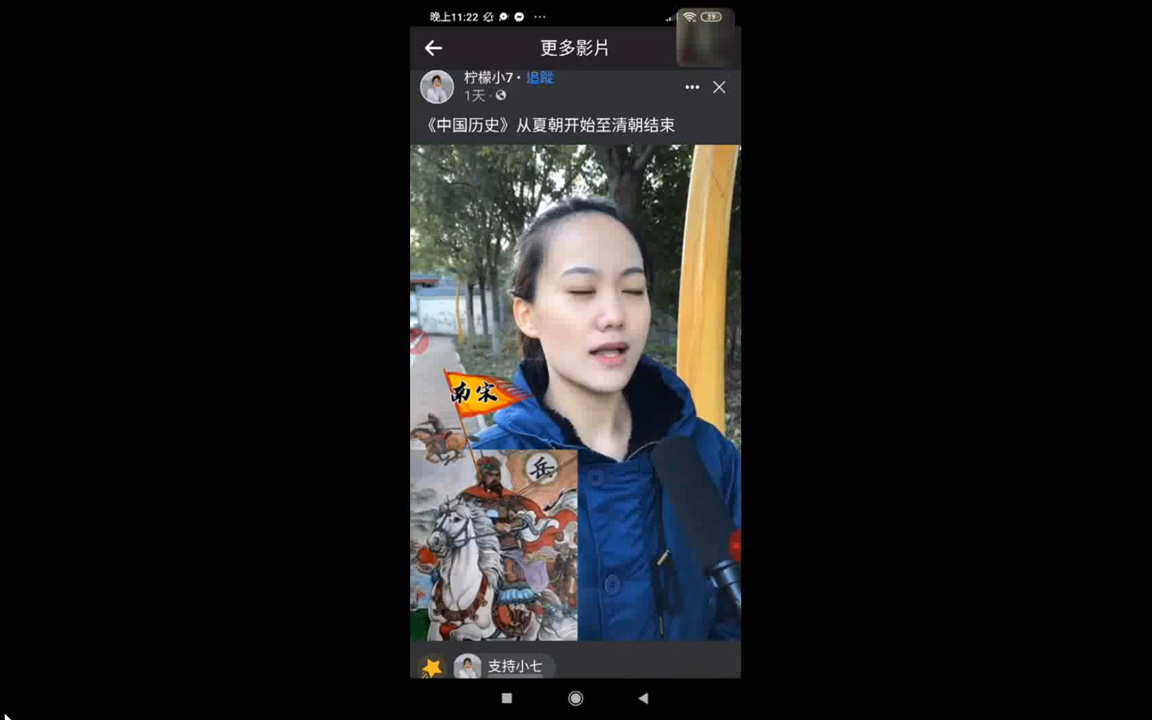 晚上11:22
39
更多影片
柠檬小7 · 追蹤
1天
《中国历史》从夏朝开始至清朝结束
南宋
岳
支持小七